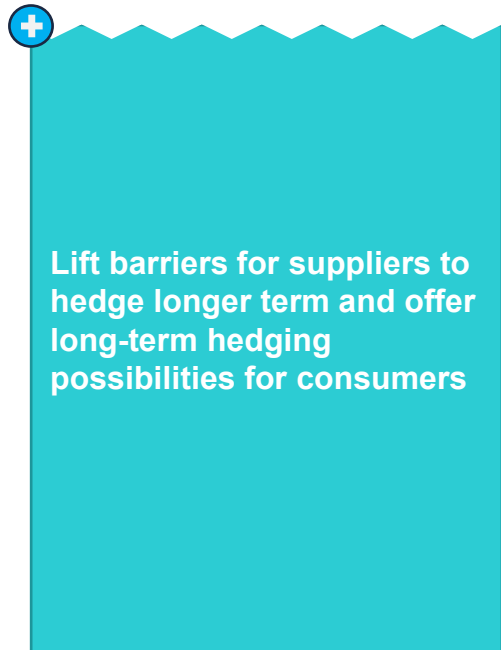 Lift barriers for suppliers to
hedge longer term and offer
long-term hedging
possibilities for consumers